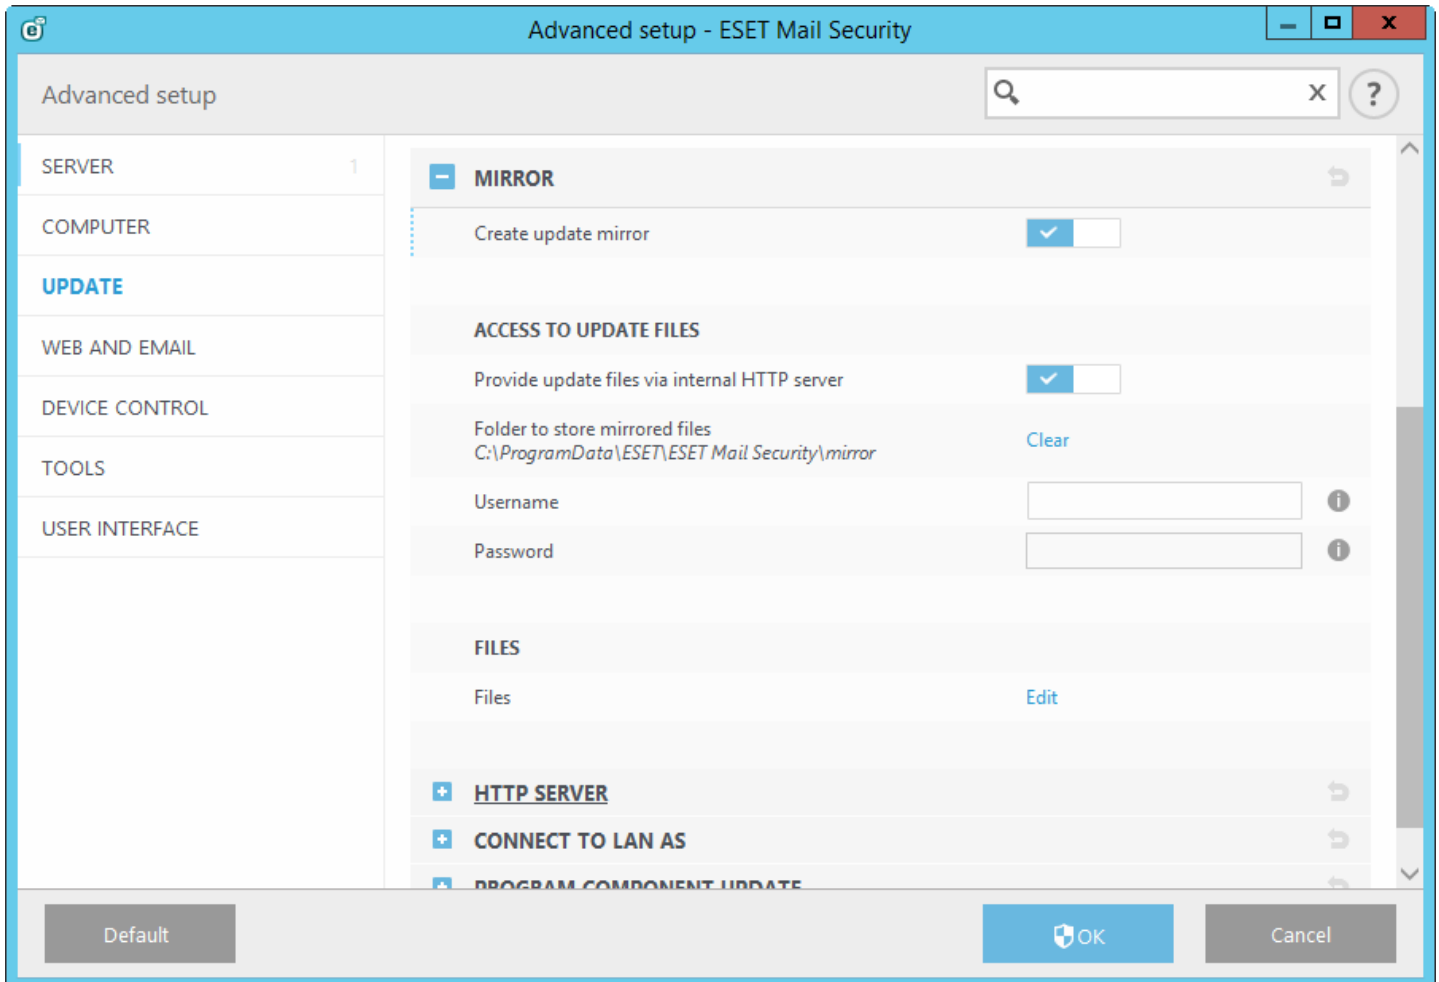 Advanced setup - ESET Mail Security
Advanced setup
SERVER 1
COMPUTER
UPDATE
WEB AND EMAIL
DEVICE CONTROL
TOOLS
USER INTERFACE
MIRROR
Create update mirror
ACCESS TO UPDATE FILES
Provide update files via internal HTTP server
Folder to store mirrored files
C:\ProgramData\ESET\ESET Mail Security\mirror
Clear
Username
Password
FILES
Files
Edit
HTTP SERVER
CONNECT TO LAN AS
PROGRAM COMPONENT UPDATE
Default
OK
Cancel